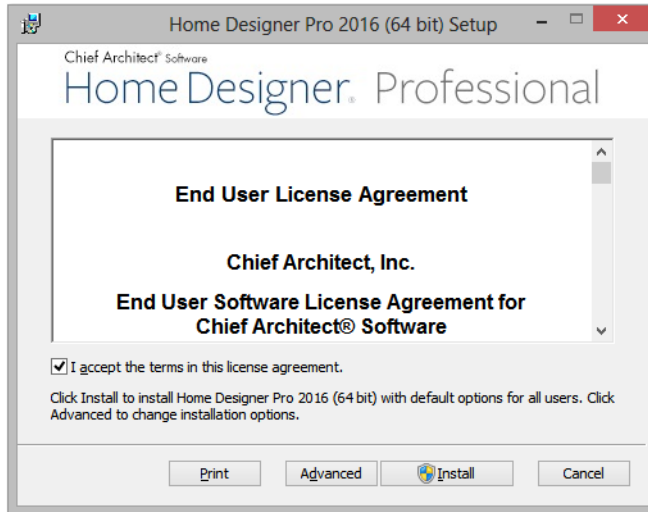 Home Designer Pro 2016 (64 bit) Setup
Chief Architect® Software
Home Designer® Professional
End User License Agreement
Chief Architect, Inc.
End User Software License Agreement for
Chief Architect® Software
I accept the terms in this license agreement.
Click Install to install Home Designer Pro 2016 (64 bit) with default options for all users. Click
Advanced to change installation options.
Print Advanced Install Cancel